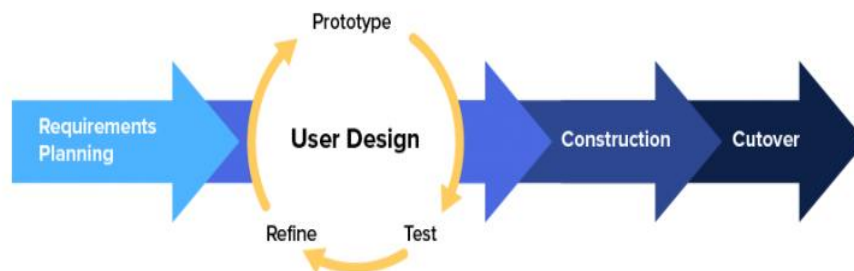 Prototype
Requirements
Planning
User Design
Construction
Cutover
Refine
Test